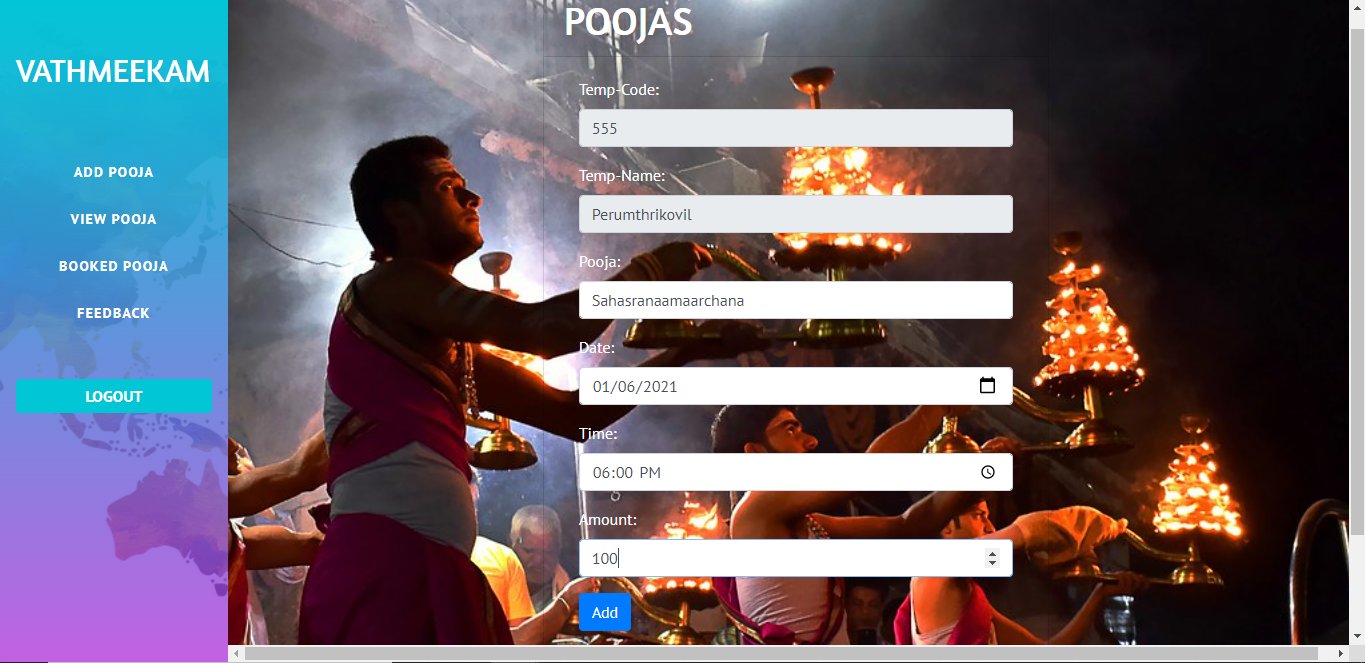 VATHMEEKAM
ADD POOJA
VIEW POOJA
BOOKED POOJA
FEEDBACK
LOGOUT
POOJAS
Temp-Code:
555
Temp-Name:
Perumthrikovil
Pooja:
Sahasranaamaarchana
Date:
01/06/2021
Time:
06:00 PM
Amount:
100
Add